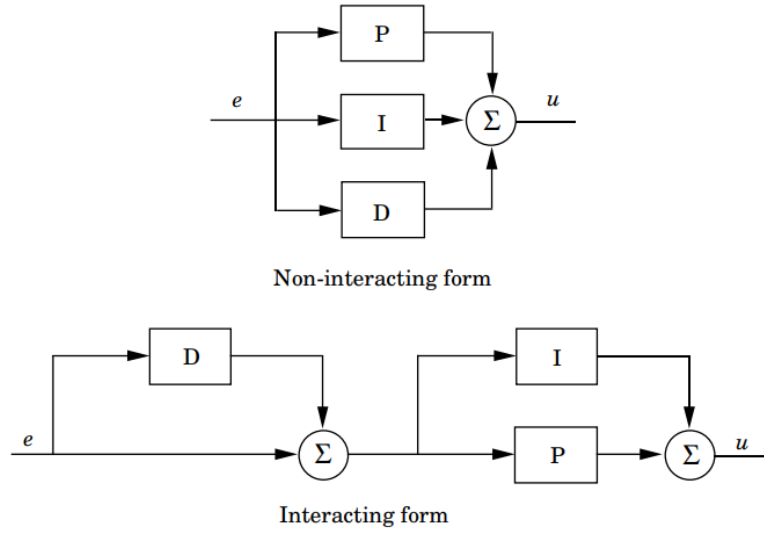 P
e
I
Σ
u
D
Non-interacting form
D
I
e
Σ
P
Σ
u
Interacting form